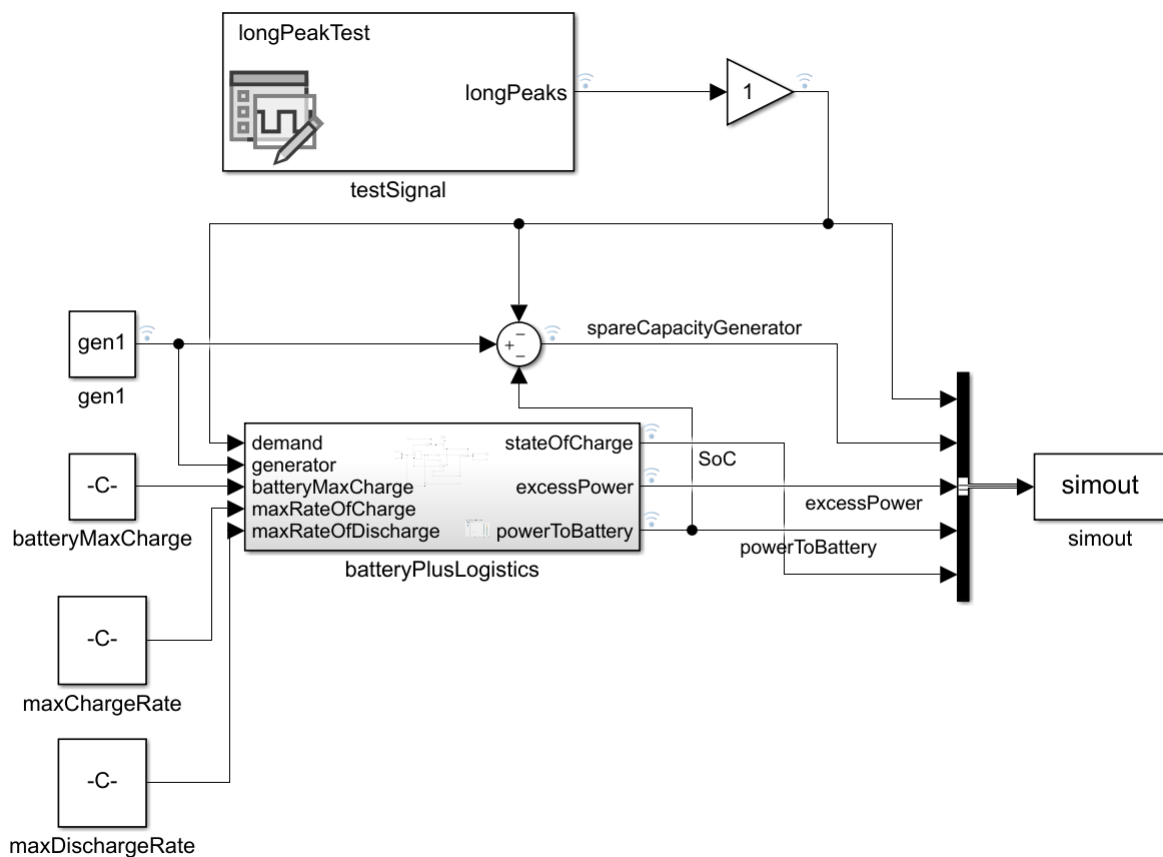 longPeakTest
longPeaks
testSignal
1
gen1
gen1
+
−
−
spareCapacityGenerator
demand
generator
batteryMaxCharge
maxRateOfCharge
maxRateOfDischarge
stateOfCharge
excessPower
powerToBattery
batteryPlusLogistics
SoC
excessPower
powerToBattery
simout
simout
-C-
batteryMaxCharge
-C-
maxChargeRate
-C-
maxDischargeRate